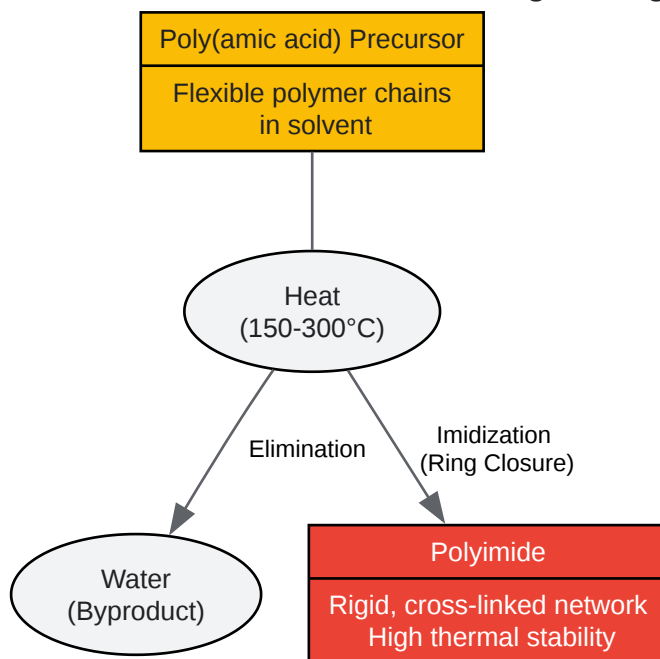 Poly(amic acid) Precursor
Flexible polymer chains
in solvent
Heat
(150-300°C)
Elimination
Imidization
(Ring Closure)
Water
(Byproduct)
Polyimide
Rigid, cross-linked network
High thermal stability